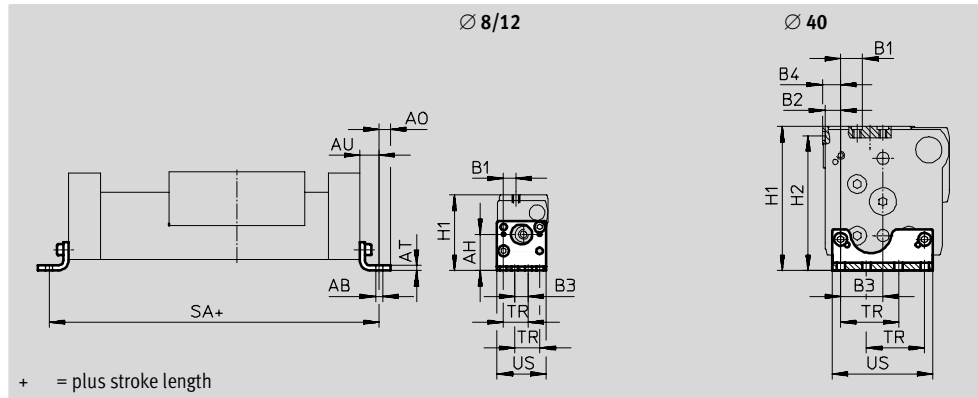 ∅ 8/12
∅ 40
AO
AU
AT
AB
SA+
B1
H1
AH
B3
TR
TR
US
B1
B4
B2
H1
H2
B3
TR
TR
US
+ = plus stroke length